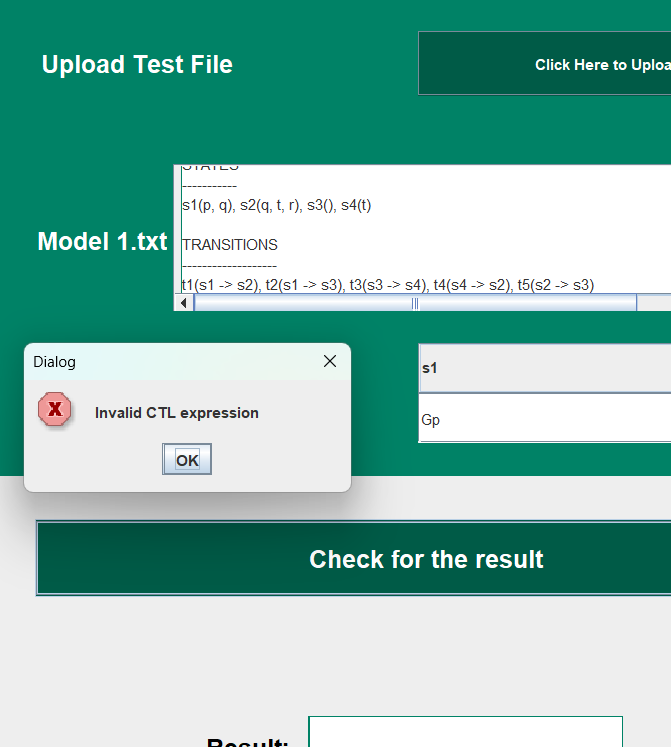 Upload Test File
Click Here to Uploa
STATES
-----------
s1(p, q), s2(q, t, r), s3(), s4(t)
Model 1.txt
TRANSITIONS
-------------------
t1(s1 -> s2), t2(s1 -> s3), t3(s3 -> s4), t4(s4 -> s2), t5(s2 -> s3)
Dialog
s1
X
Invalid CTL expression
Gp
OK
Check for the result
Result: